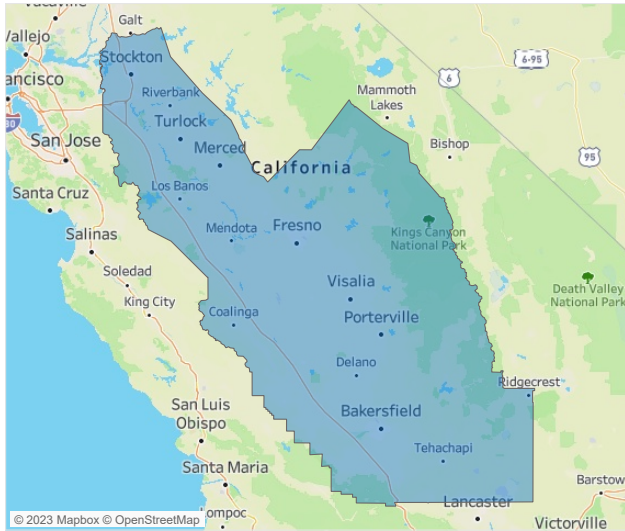 Vacaville
Galt
Vallejo
Stockton
6-95
ancisco
6
Riverbank
Mammoth
Lakes
80
Turlock
San Jose
Merced
Bishop
95
California
Los Banos
Santa Cruz
Mendota
Fresno
Kings Canyon
National Park
Salinas
Soledad
Visalia
Death Valley
National Park
King City
Coalinga
Porterville
Delano
Ridgecrest
San Luis
Obispo
Bakersfield
Tehachapi
Santa Maria
Barstow
Lompoc
Lancaster
© 2023 Mapbox © OpenStreetMap
Victorville